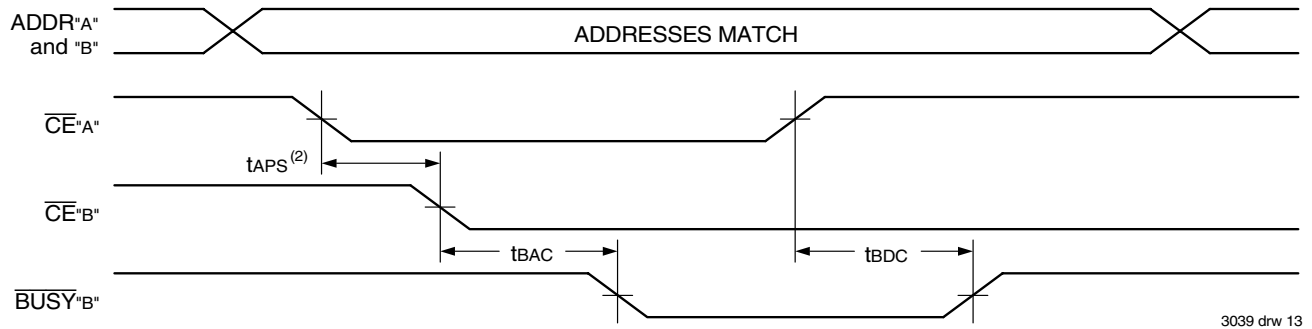 ADDR"A"
and "B"
ADDRESSES MATCH
CE"A"
tAPS (2)
CE"B"
tBAC
tBDC
BUSY"B"
3039 drw 13